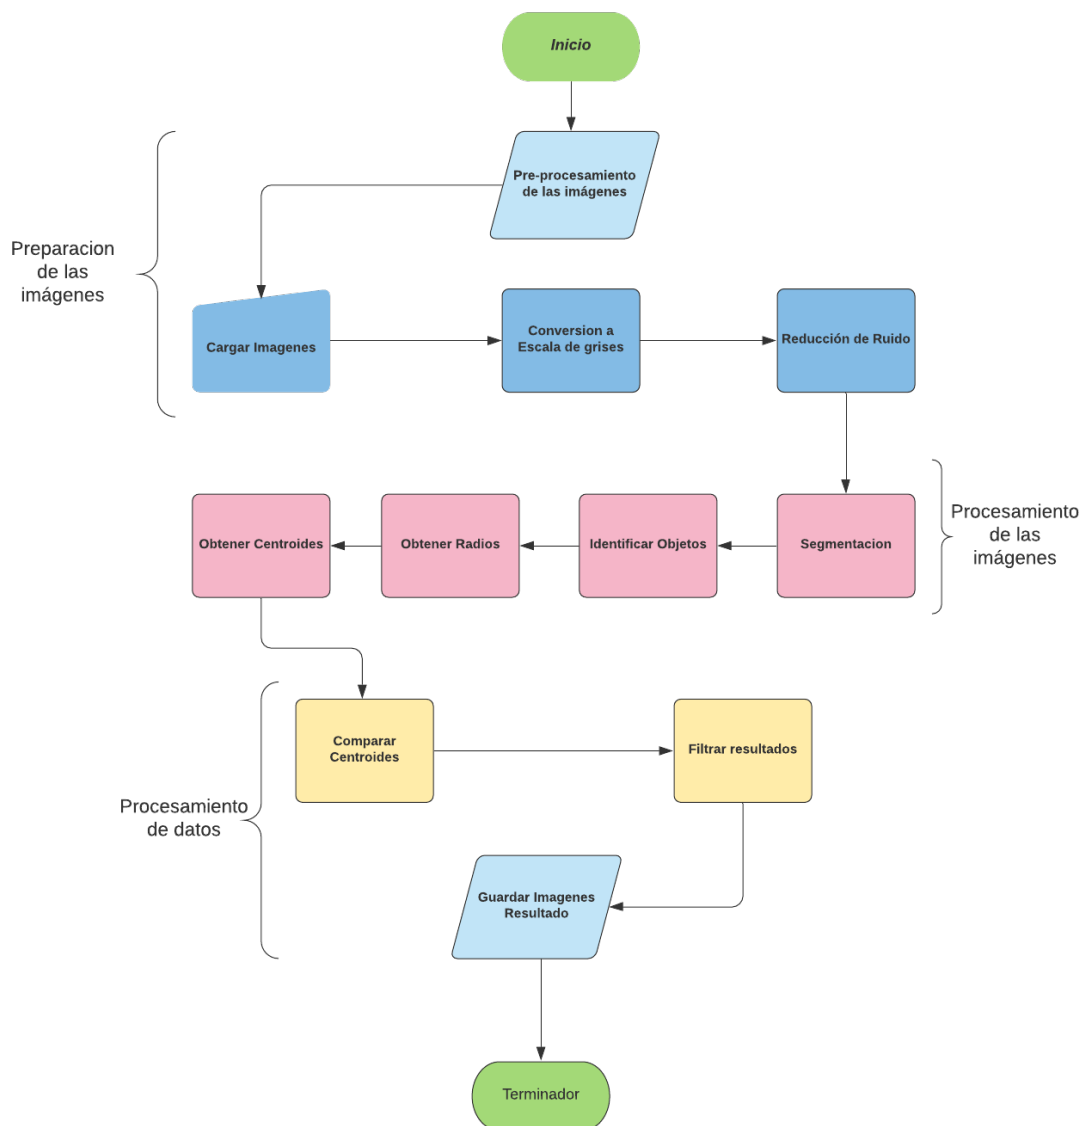 Inicio
Pre-procesamiento
de las imágenes
Preparacion
de las
imágenes
Cargar Imagenes
Conversion a
Escala de grises
Reducción de Ruido
Procesamiento
de las
imágenes
Segmentacion
Identificar Objetos
Obtener Radios
Obtener Centroides
Procesamiento
de datos
Comparar
Centroides
Filtrar resultados
Guardar Imagenes
Resultado
Terminador